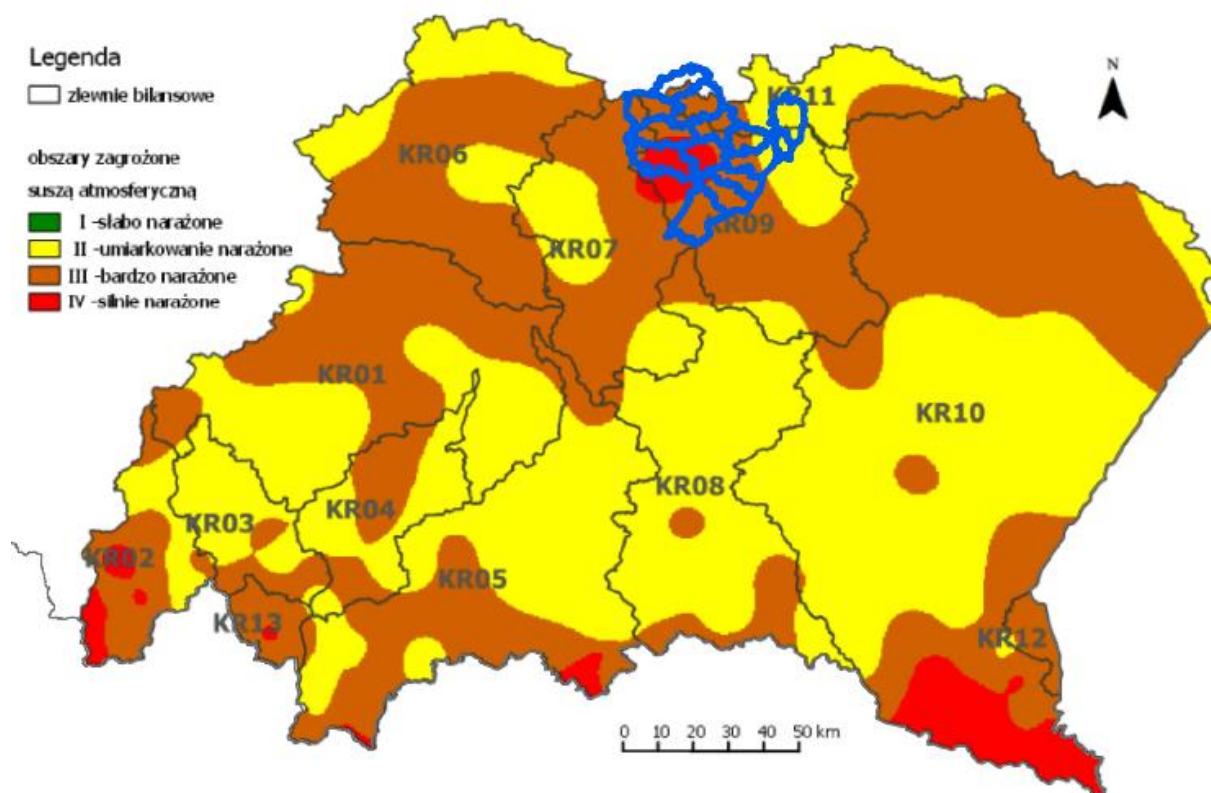 Legenda
zlewnie bilansowe
obszary zagrożone
suszą atmosferyczną
I -słabo narażone
II -umiarkowanie narażone
III -bardzo narażone
IV -silnie narażone
N
KR11
KR06
KR09
KR07
KR01
KR10
KR08
KR03
KR04
KR02
KR05
KR13
KR12
0 10 20 30 40 50 km